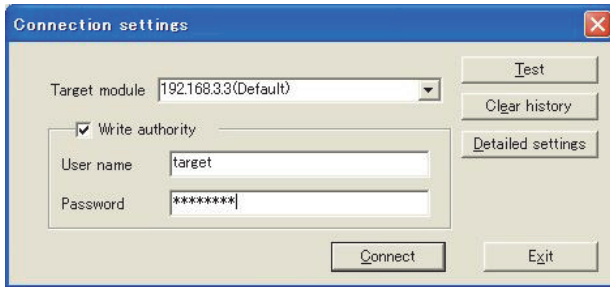 Connection settings
Test
Target module 192.168.3.3(Default)
Clear history
Write authority
Detailed settings
User name target
Password ********
Connect Exit